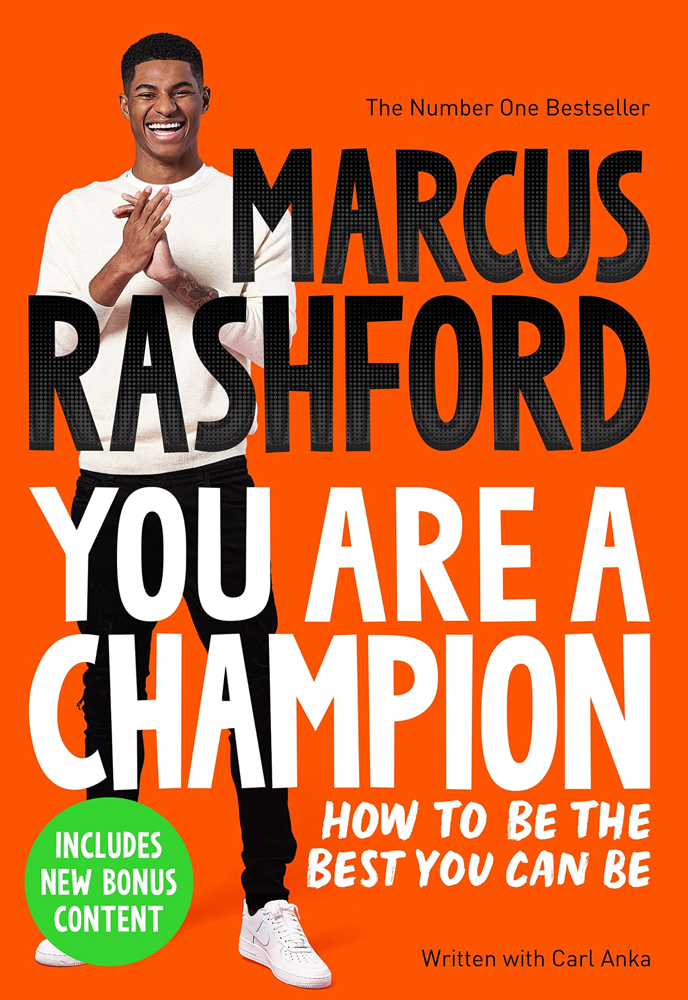 The Number One Bestseller
MARCUS
RASHFORD
YOU ARE A
CHAMPION
HOW TO BE THE
BEST YOU CAN BE
INCLUDES
NEW BONUS
CONTENT
Written with Carl Anka